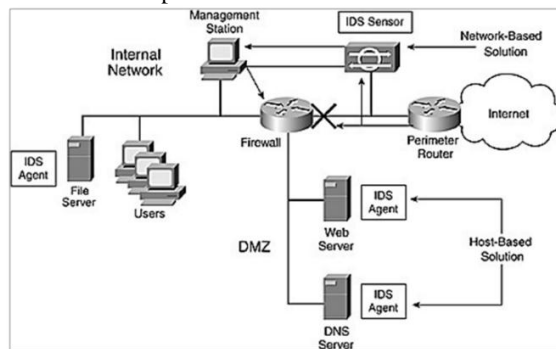 Management
Station
IDS Sensor
Network-Based
Solution
Internal
Network
Internet
Firewall
Perimeter
Router
IDS
Agent
File
Server
Users
Web
Server
IDS
Agent
DMZ
Host-Based
Solution
DNS
Server
IDS
Agent